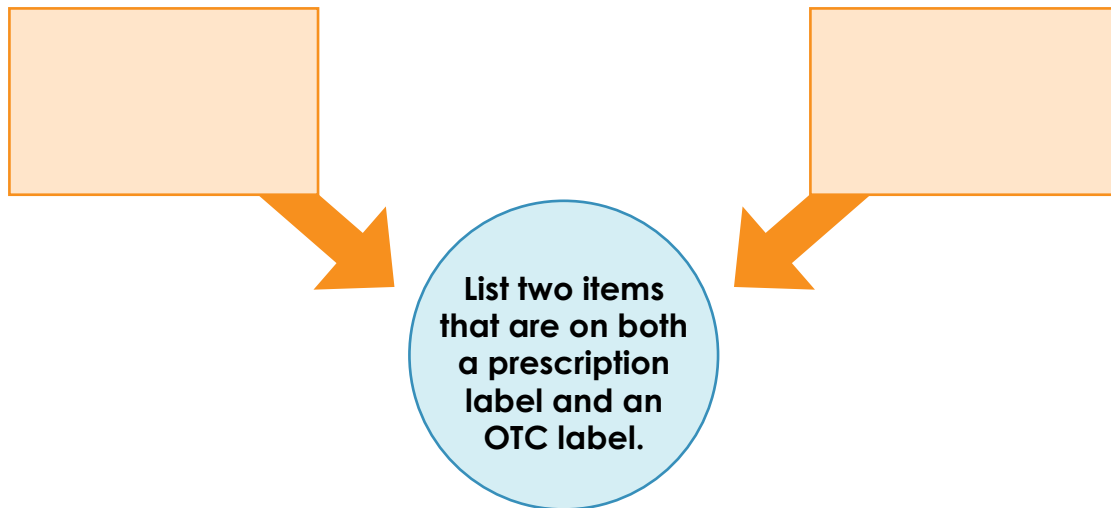 List two items
that are on both
a prescription
label and an
OTC label.